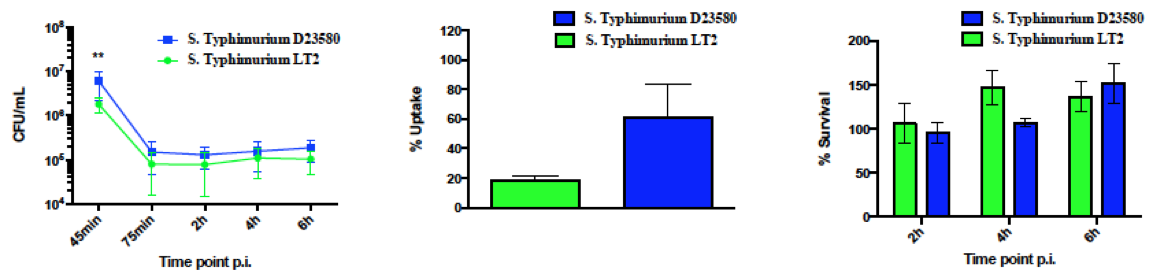 S. Typhimurium D23580
S. Typhimurium LT2
**
CFU/mL
10⁸
10⁷
10⁶
10⁵
10⁴
45min
75min
2h
4h
6h
Time point p.i.
S. Typhimurium D23580
S. Typhimurium LT2
% Uptake
120
100
80
60
40
20
0
S. Typhimurium D23580
S. Typhimurium LT2
% Survival
200
150
100
50
0
2h
4h
6h
Time point p.i.